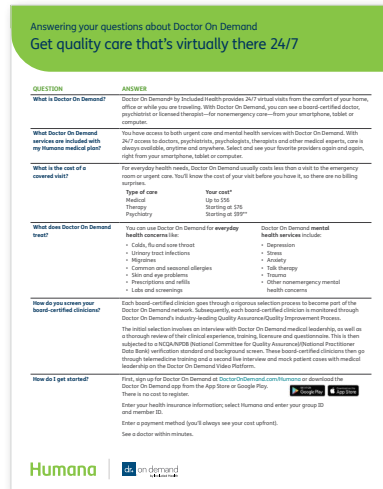 Answering your questions about Doctor On Demand
Get quality care that's virtually there 24/7
QUESTION
ANSWER
What is Doctor On Demand?
Doctor On Demand® by Included Health provides 24/7 virtual visits from the comfort of your home,
office or while you are traveling. With Doctor On Demand, you can see a board-certified doctor,
psychiatrist or licensed therapist—for nonemergency care—from your smartphone, tablet or
computer.
What Doctor On Demand
services are included with
my Humana medical plan?
You have access to both urgent care and mental health services with Doctor On Demand. With
24/7 access to doctors, psychiatrists, psychologists, therapists and other medical experts, care is
always available, anytime and anywhere. Select and see your favorite providers again and again,
right from your smartphone, tablet or computer.
What is the cost of a
covered visit?
For everyday health needs, Doctor On Demand usually costs less than a visit to the emergency
room or urgent care. You'll know the cost of your visit before you have it, so there are no billing
surprises.
Type of care Your cost*
Medical Up to $56
Therapy Starting at $76
Psychiatry Starting at $99**
What does Doctor On Demand
treat?
You can use Doctor On Demand for everyday
health concerns like:
• Colds, flu and sore throat
• Urinary tract infections
• Migraines
• Common and seasonal allergies
• Skin and eye problems
• Prescriptions and refills
• Labs and screenings
Doctor On Demand mental
health services include:
• Depression
• Stress
• Anxiety
• Talk therapy
• Trauma
• Other nonemergency mental
health concerns
How do you screen your
board-certified clinicians?
Each board-certified clinician goes through a rigorous selection process to become part of the
Doctor On Demand network. Subsequently, each board-certified clinician is monitored through
Doctor On Demand's industry-leading Quality Assurance/Quality Improvement Process.
The initial selection involves an interview with Doctor On Demand medical leadership, as well as
a thorough review of their clinical experience, training, licensure and questionnaire. This is then
subjected to a NCQA/NPDB (National Committee for Quality Assurance)/(National Practitioner
Data Bank) verification standard and background screen. These board-certified clinicians then go
through telemedicine training and a second live interview and mock patient cases with medical
leadership on the Doctor On Demand Video Platform.
How do I get started?
First, sign up for Doctor On Demand at DoctorOnDemand.com/Humana or download the
Doctor On Demand app from the App Store or Google Play.
There is no cost to register.
Google Play
App Store
Enter your health insurance information; select Humana and enter your group ID
and member ID.
Enter a payment method (you'll always see your cost upfront).
See a doctor within minutes.
Humana
dr. on demand
by Included Health